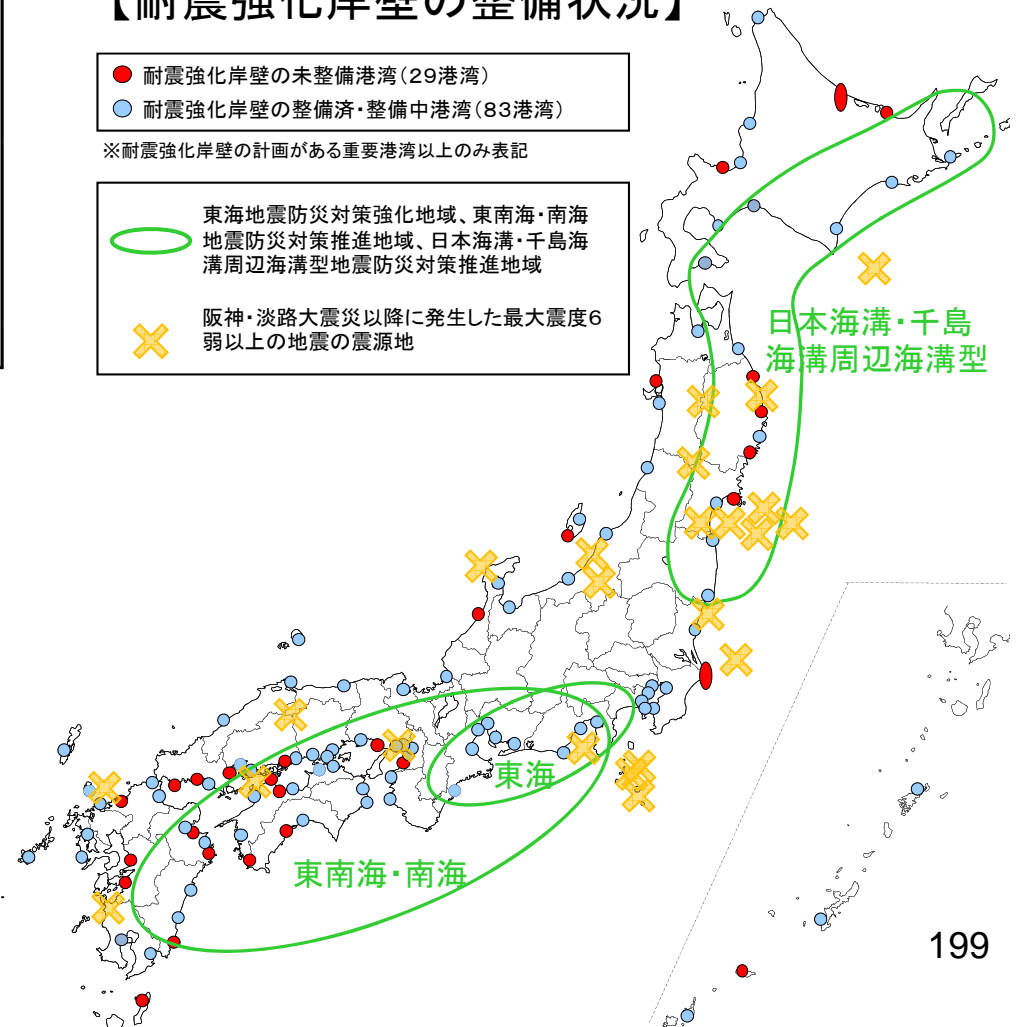 【耐震強化岸壁の整備状況】
耐震強化岸壁の未整備港湾（29港湾）
耐震強化岸壁の整備済・整備中港湾（83港湾）
※耐震強化岸壁の計画がある重要港湾以上のみ表記
東海地震防災対策強化地域、東南海・南海
地震防災対策推進地域、日本海溝・千島海
溝周辺海溝型地震防災対策推進地域
阪神・淡路大震災以降に発生した最大震度６
弱以上の地震の震源地
日本海溝・千島
海溝周辺海溝型
東海
東南海・南海
199